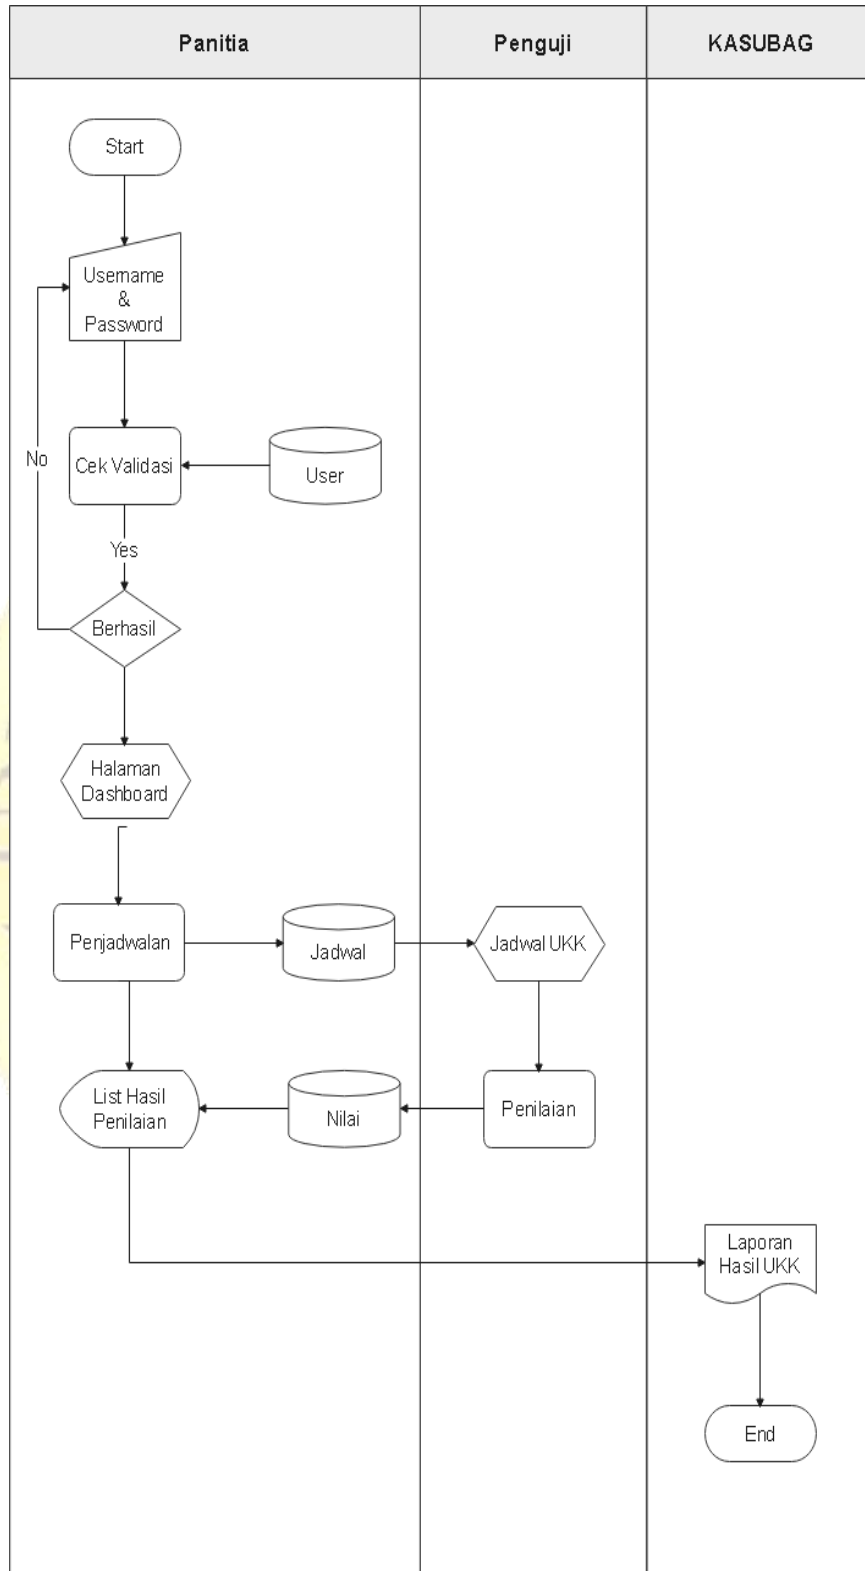 Panitia
Penguji
KASUBAG
Start
Username
&
Password
No
Cek Validasi
User
Yes
Berhasil
Halaman
Dashboard
Penjadwalan
Jadwal
Jadwal UKK
List Hasil
Penilaian
Nilai
Penilaian
Laporan
Hasil UKK
End